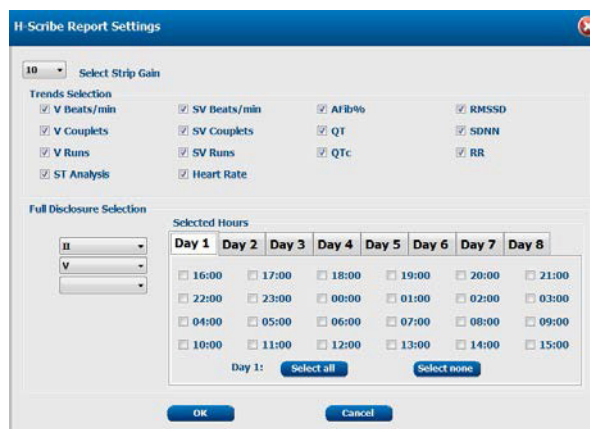 H-Scribe Report Settings
10 Select Strip Gain
Trends Selection
V Beats/min SV Beats/min AFib% RMSSD
V Couplets SV Couplets QT SDNN
V Runs SV Runs QTc RR
ST Analysis Heart Rate
Full Disclosure Selection
Selected Hours
II
V
Day 1 Day 2 Day 3 Day 4 Day 5 Day 6 Day 7 Day 8
16:00 17:00 18:00 19:00 20:00 21:00
22:00 23:00 00:00 01:00 02:00 03:00
04:00 05:00 06:00 07:00 08:00 09:00
10:00 11:00 12:00 13:00 14:00 15:00
Day 1: Select all Select none
OK Cancel